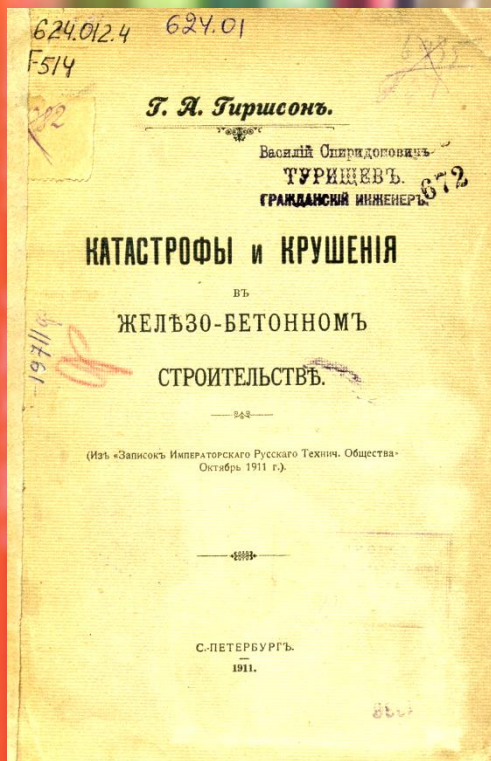 624.012.4 624.01
Г514
Г. А. Гиршсонъ.
Василій Спиридоновичъ
ТУРИЩЕВЪ.
ГРАЖДАНСКІЙ ИНЖЕНЕРЪ.
672
КАТАСТРОФЫ и КРУШЕНІЯ
ВЪ
ЖЕЛѢЗО-БЕТОННОМЪ
СТРОИТЕЛЬСТВѢ.
(Изъ «Записокъ Императорскаго Русскаго Технич. Общества»
Октябрь 1911 г.).
С.-ПЕТЕРБУРГЪ.
1911.